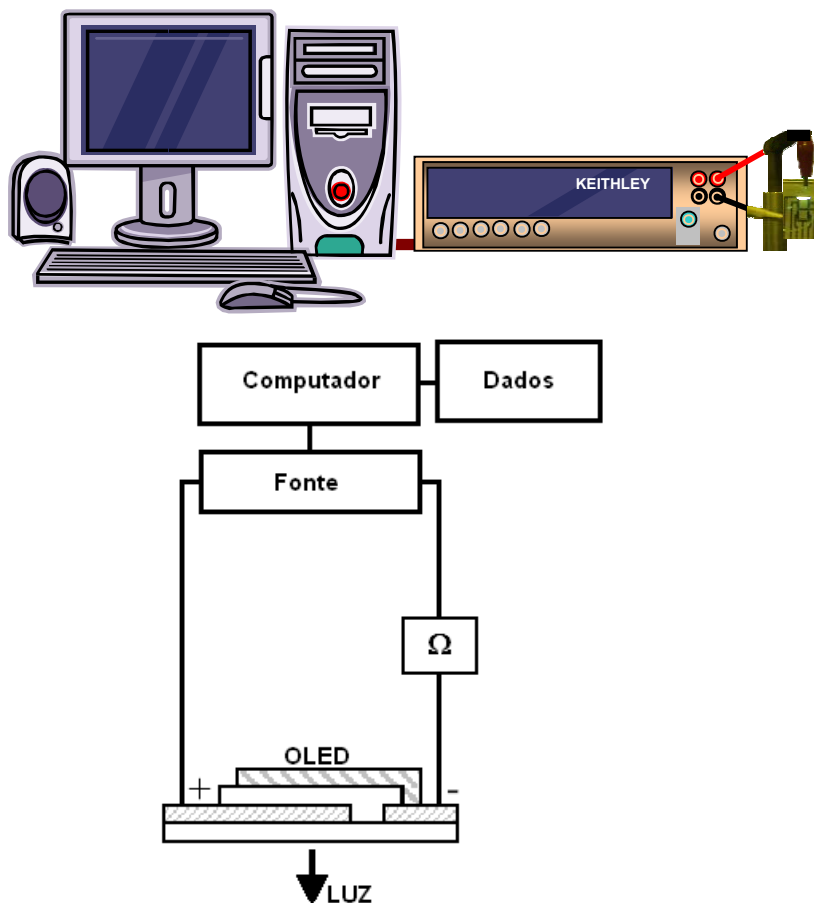 KEITHLEY
Computador
Dados
Fonte
Ω
OLED
+
-
LUZ